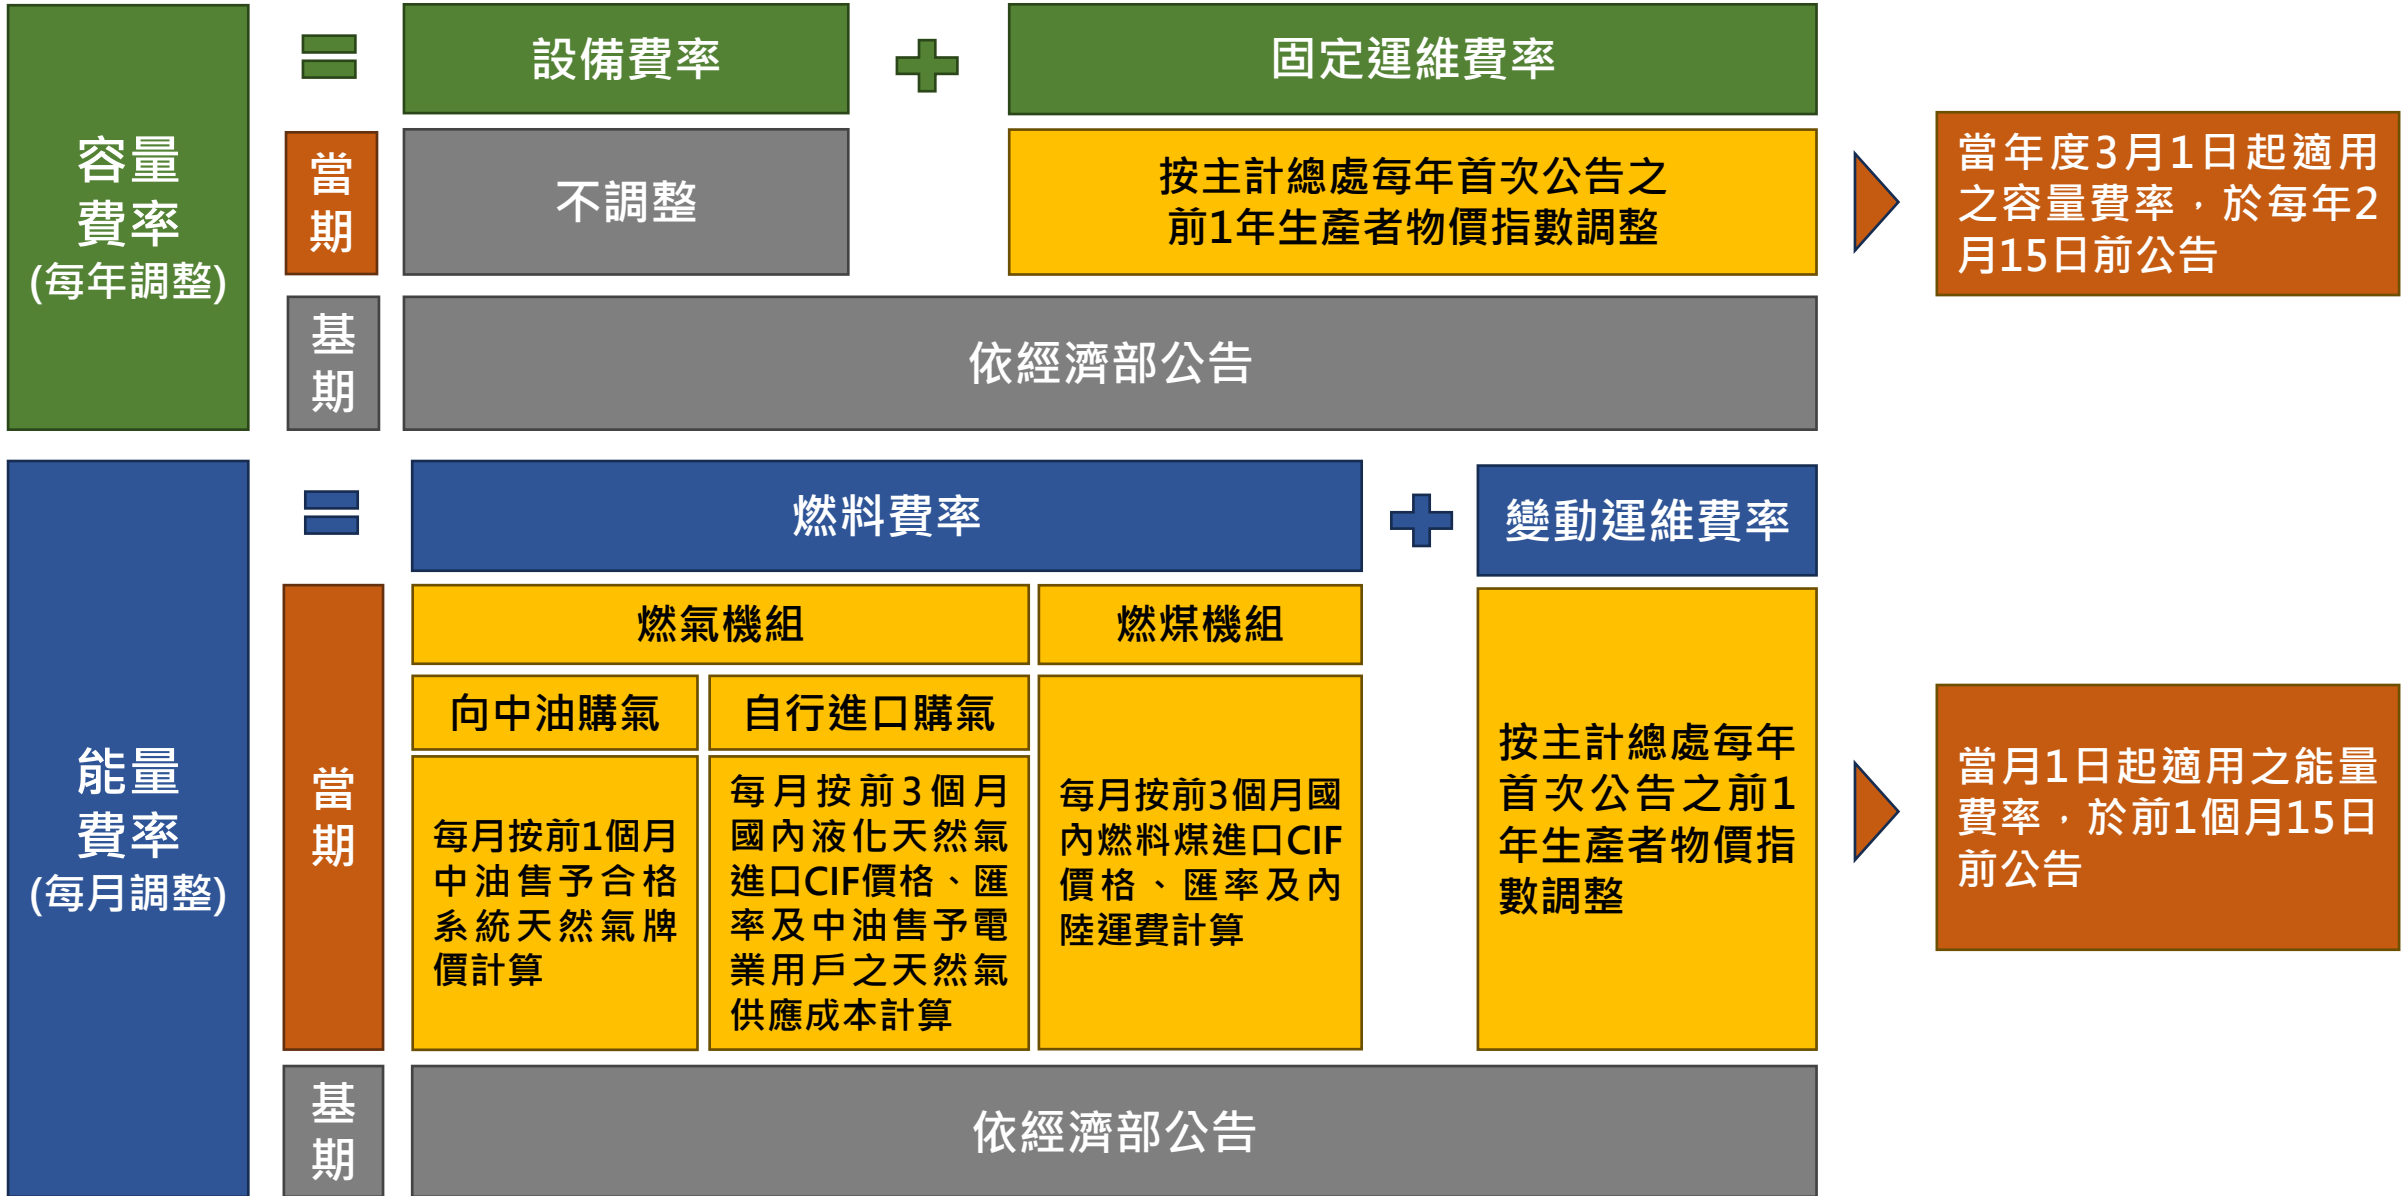 容量
費率
(每年調整)
設備費率
固定運維費率
當
期
不調整
按主計總處每年首次公告之
前1年生產者物價指數調整
當年度3月1日起適用
之容量費率，於每年2
月15日前公告
基
期
依經濟部公告
能量
費率
(每月調整)
燃料費率
變動運維費率
當
期
燃氣機組
燃煤機組
向中油購氣
自行進口購氣
每月按前1個月
中油售予合格
系統天然氣牌
價計算
每月按前3個月
國內液化天然氣
進口CIF價格、匯
率及中油售予電
業用戶之天然氣
供應成本計算
每月按前3個月國
內燃料煤進口CIF
價格、匯率及內
陸運費計算
按主計總處每年
首次公告之前1
年生產者物價指
數調整
當月1日起適用之能量
費率，於前1個月15日
前公告
基
期
依經濟部公告